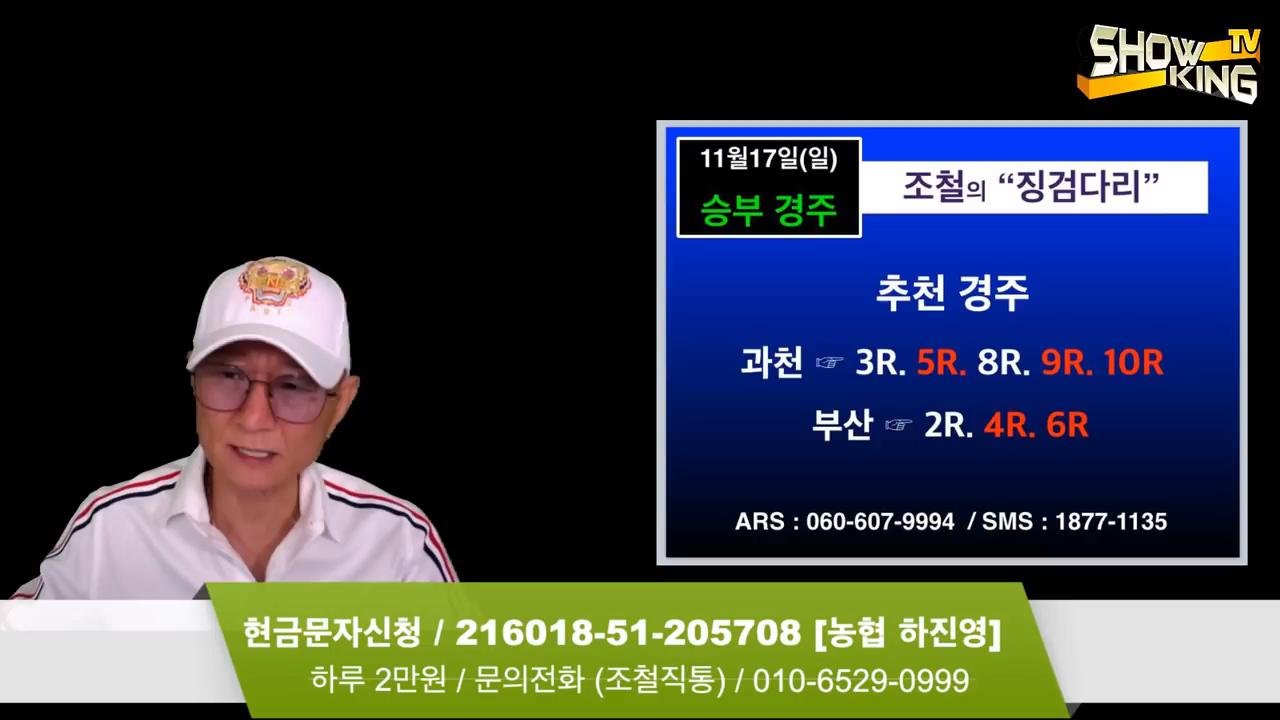 SHOW KING TV
11월17일(일)
승부 경주
조철의 “징검다리”
추천 경주
과천 ☞ 3R. 5R. 8R. 9R. 10R
부산 ☞ 2R. 4R. 6R
ARS : 060-607-9994 / SMS : 1877-1135
현금문자신청 / 216018-51-205708 [농협 하진영]
하루 2만원 / 문의전화 (조철직통) / 010-6529-0999